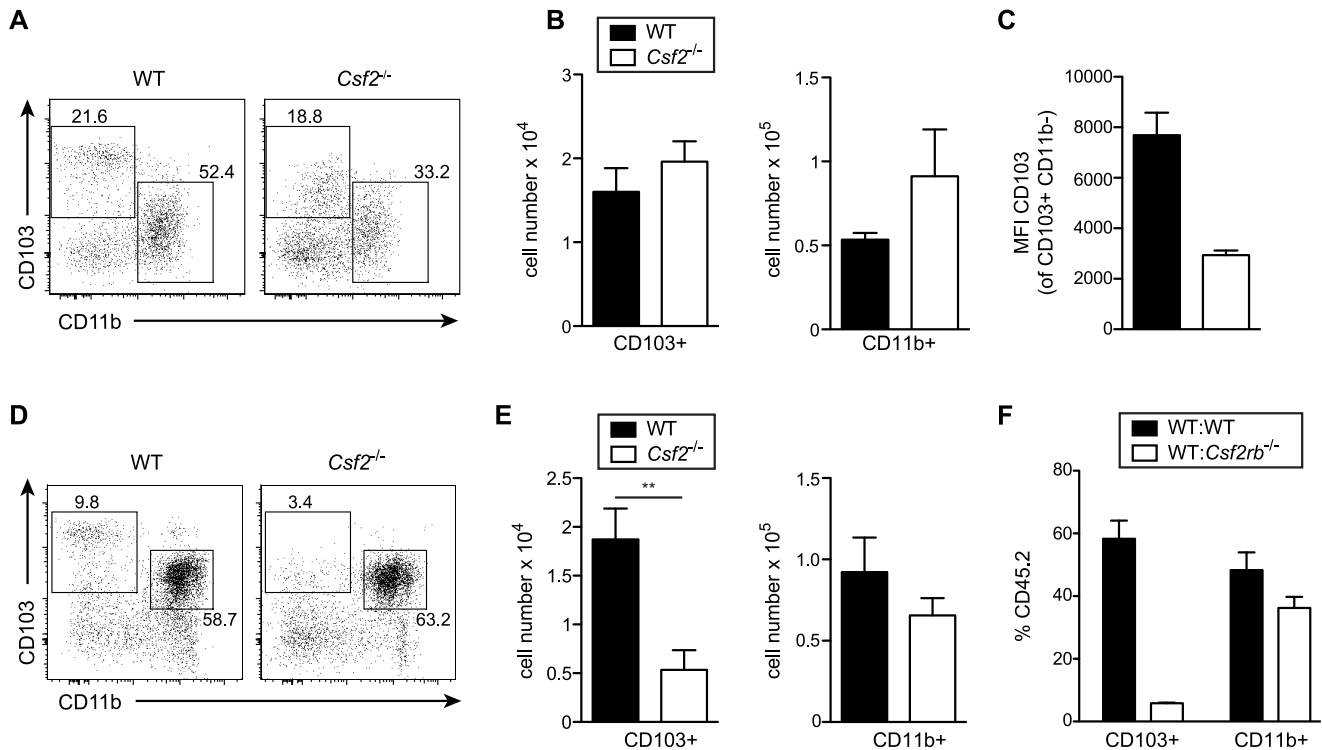 A
WT
Csf2-/-
21.6
52.4
18.8
33.2
CD103
CD11b
B
WT
Csf2-/-
cell number x 10^4
3
2
1
0
CD103+
cell number x 10^5
1.5
1.0
0.5
0
CD11b+
C
MFI CD103
(of CD103+ CD11b-)
10000
8000
6000
4000
2000
0
D
WT
Csf2-/-
9.8
58.7
3.4
63.2
CD103
CD11b
E
WT
Csf2-/-
cell number x 10^4
2.5
2
1.5
1
0.5
0
**
CD103+
cell number x 10^5
1.5
1.0
0.5
0
CD11b+
F
WT:WT
WT:Csf2rb-/-
% CD45.2
80
60
40
20
0
CD103+
CD11b+